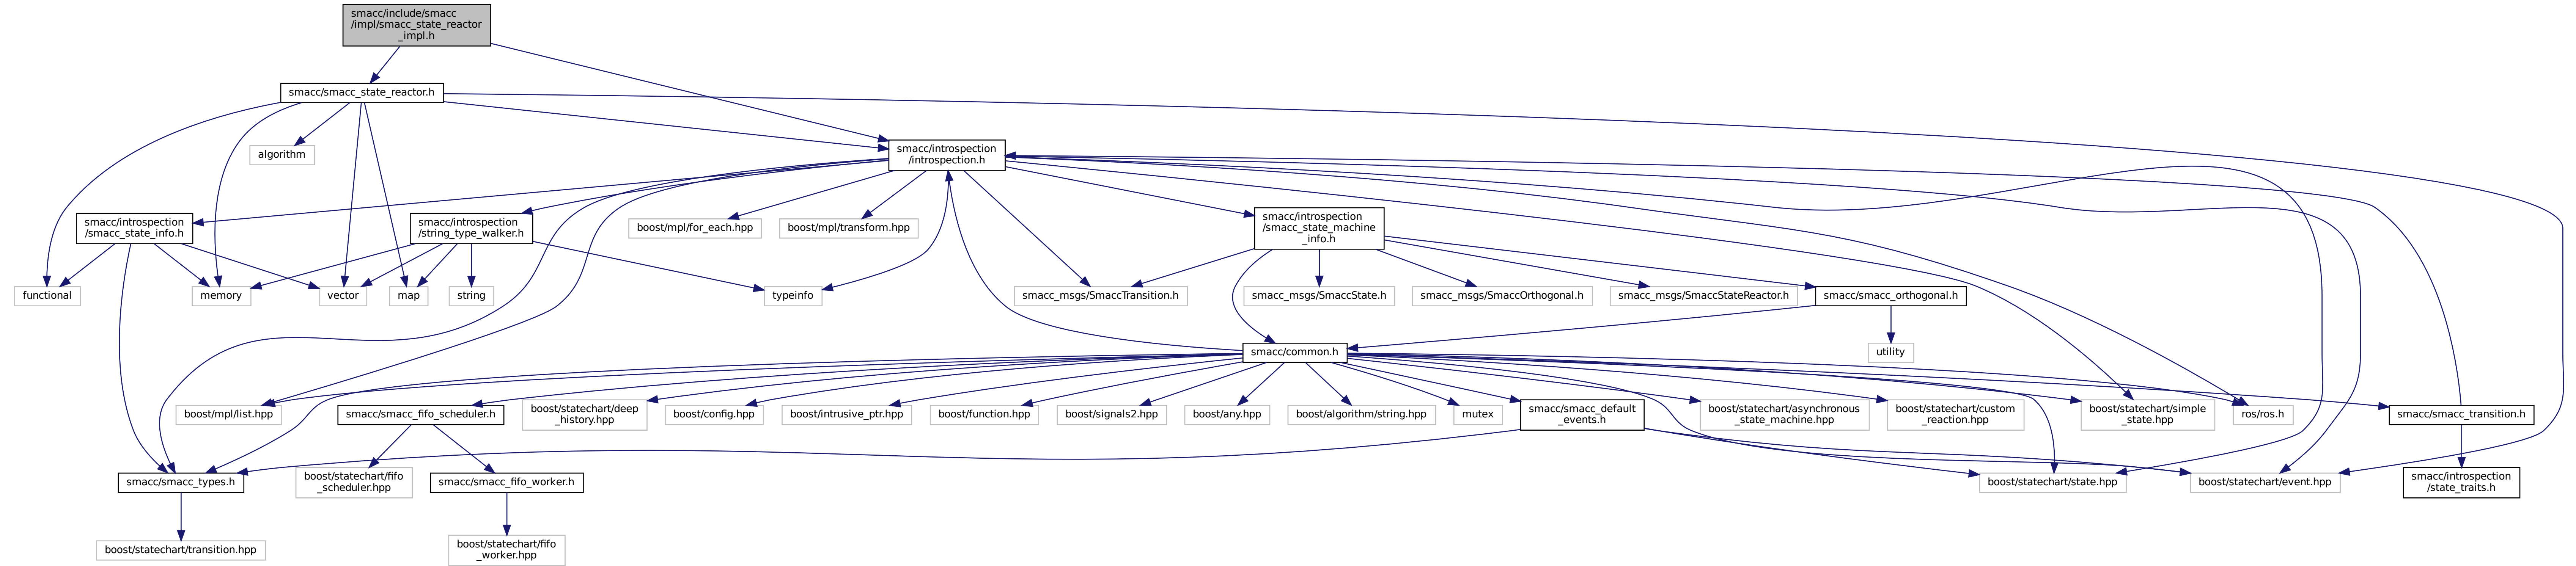 smacc/include/smacc
/impl/smacc_state_reactor
_impl.h
smacc/smacc_state_reactor.h
algorithm
smacc/introspection
/introspection.h
smacc/introspection
/smacc_state_info.h
smacc/introspection
/string_type_walker.h
boost/mpl/for_each.hpp
boost/mpl/transform.hpp
smacc/introspection
/smacc_state_machine
_info.h
functional
memory
vector
map
string
typeinfo
smacc_msgs/SmaccTransition.h
smacc_msgs/SmaccState.h
smacc_msgs/SmaccOrthogonal.h
smacc_msgs/SmaccStateReactor.h
smacc/smacc_orthogonal.h
smacc/common.h
utility
boost/mpl/list.hpp
smacc/smacc_fifo_scheduler.h
boost/statechart/deep
_history.hpp
boost/config.hpp
boost/intrusive_ptr.hpp
boost/function.hpp
boost/signals2.hpp
boost/any.hpp
boost/algorithm/string.hpp
mutex
smacc/smacc_default
_events.h
boost/statechart/asynchronous
_state_machine.hpp
boost/statechart/custom
_reaction.hpp
boost/statechart/simple
_state.hpp
ros/ros.h
smacc/smacc_transition.h
smacc/smacc_types.h
boost/statechart/fifo
_scheduler.hpp
smacc/smacc_fifo_worker.h
boost/statechart/state.hpp
boost/statechart/event.hpp
smacc/introspection
/state_traits.h
boost/statechart/transition.hpp
boost/statechart/fifo
_worker.hpp